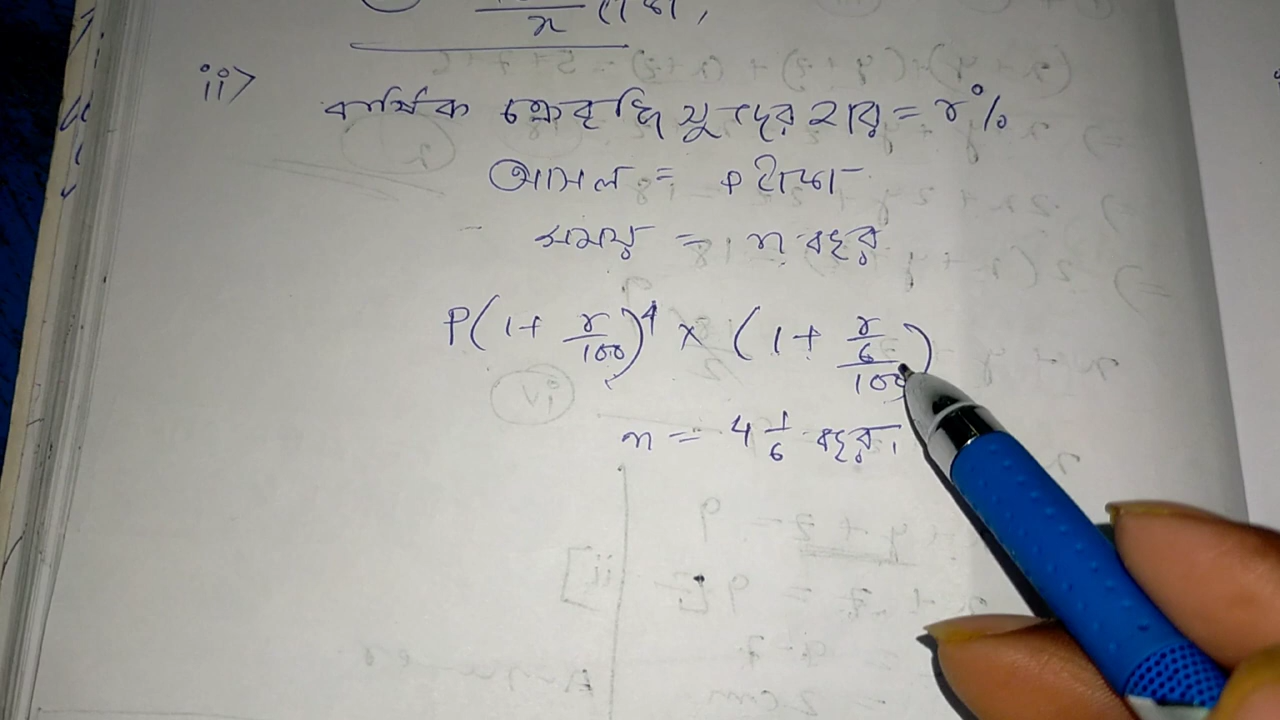 x টাকা,
ii> বার্ষিক চক্রবৃদ্ধি সুদের হার = r%
আসল = P টাকা
সময় = n বছর
P(1 + r/100)^4 × (1 + (r/6)/100)
n = 4 1/6 বছর।